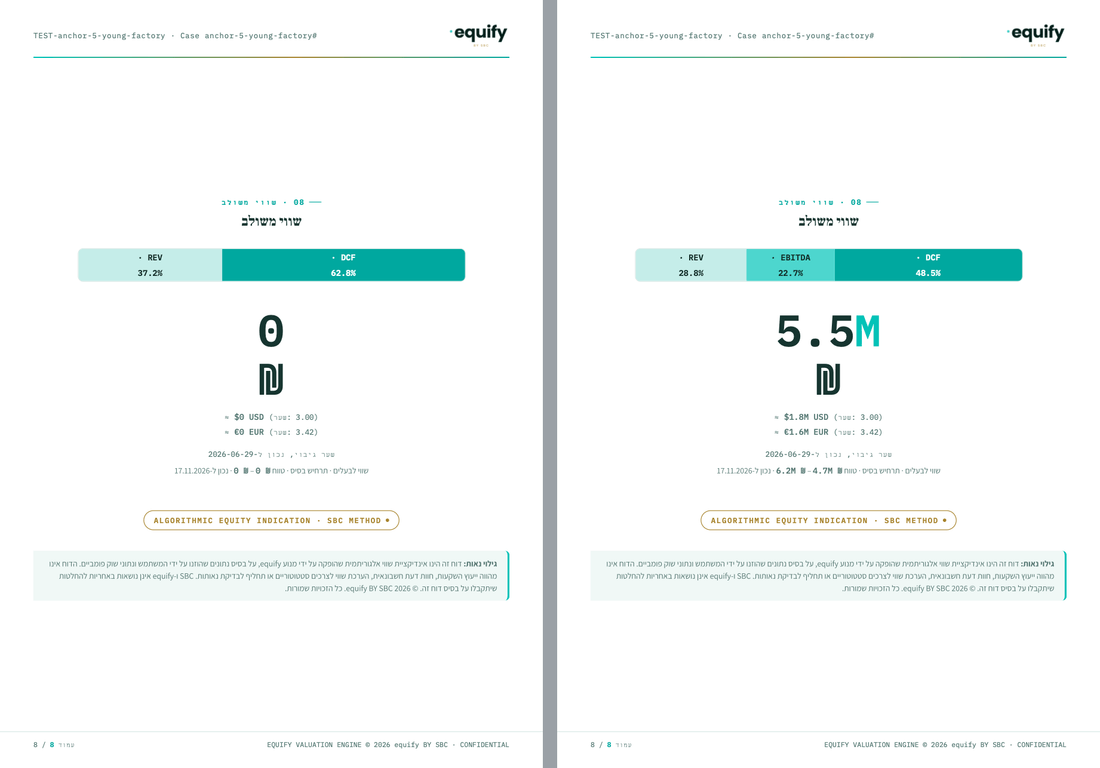 TEST-anchor-5-young-factory · Case anchor-5-young-factory#
equify
BY SBC
08 · שווי משולב
שווי משולב
· REV
37.2%
· DCF
62.8%
0
₪
≈ $0 USD (שער: 3.00)
≈ €0 EUR (שער: 3.42)
שער גיבוי, נכון ל-2026-06-29
שווי לבעלים · תרחיש בסיס · טווח ₪ 0 – ₪ 0 · נכון ל-17.11.2026
ALGORITHMIC EQUITY INDICATION · SBC METHOD
גילוי נאות: דוח זה הינו אינדיקציית שווי אלגוריתמית שהופקה על ידי מנוע equify, על בסיס נתונים שהוזנו על ידי המשתמש ונתוני שוק פומביים. הדוח אינו
מהווה ייעוץ השקעות, חוות דעת חשבונאית, הערכת שווי לצרכים סטטוטוריים או תחליף לבדיקת נאותות. SBC ו-equify אינן נושאות באחריות להחלטות
שיתקבלו על בסיס דוח זה. © 2026 equify BY SBC. כל הזכויות שמורות.
עמוד 8 / 8
EQUIFY VALUATION ENGINE © 2026 equify BY SBC · CONFIDENTIAL
TEST-anchor-5-young-factory · Case anchor-5-young-factory#
equify
BY SBC
08 · שווי משולב
שווי משולב
· REV
28.8%
· EBITDA
22.7%
· DCF
48.5%
5.5M
₪
≈ $1.8M USD (שער: 3.00)
≈ €1.6M EUR (שער: 3.42)
שער גיבוי, נכון ל-2026-06-29
שווי לבעלים · תרחיש בסיס · טווח ₪ 4.7M – ₪ 6.2M · נכון ל-17.11.2026
ALGORITHMIC EQUITY INDICATION · SBC METHOD
גילוי נאות: דוח זה הינו אינדיקציית שווי אלגוריתמית שהופקה על ידי מנוע equify, על בסיס נתונים שהוזנו על ידי המשתמש ונתוני שוק פומביים. הדוח אינו
מהווה ייעוץ השקעות, חוות דעת חשבונאית, הערכת שווי לצרכים סטטוטוריים או תחליף לבדיקת נאותות. SBC ו-equify אינן נושאות באחריות להחלטות
שיתקבלו על בסיס דוח זה. © 2026 equify BY SBC. כל הזכויות שמורות.
עמוד 8 / 8
EQUIFY VALUATION ENGINE © 2026 equify BY SBC · CONFIDENTIAL